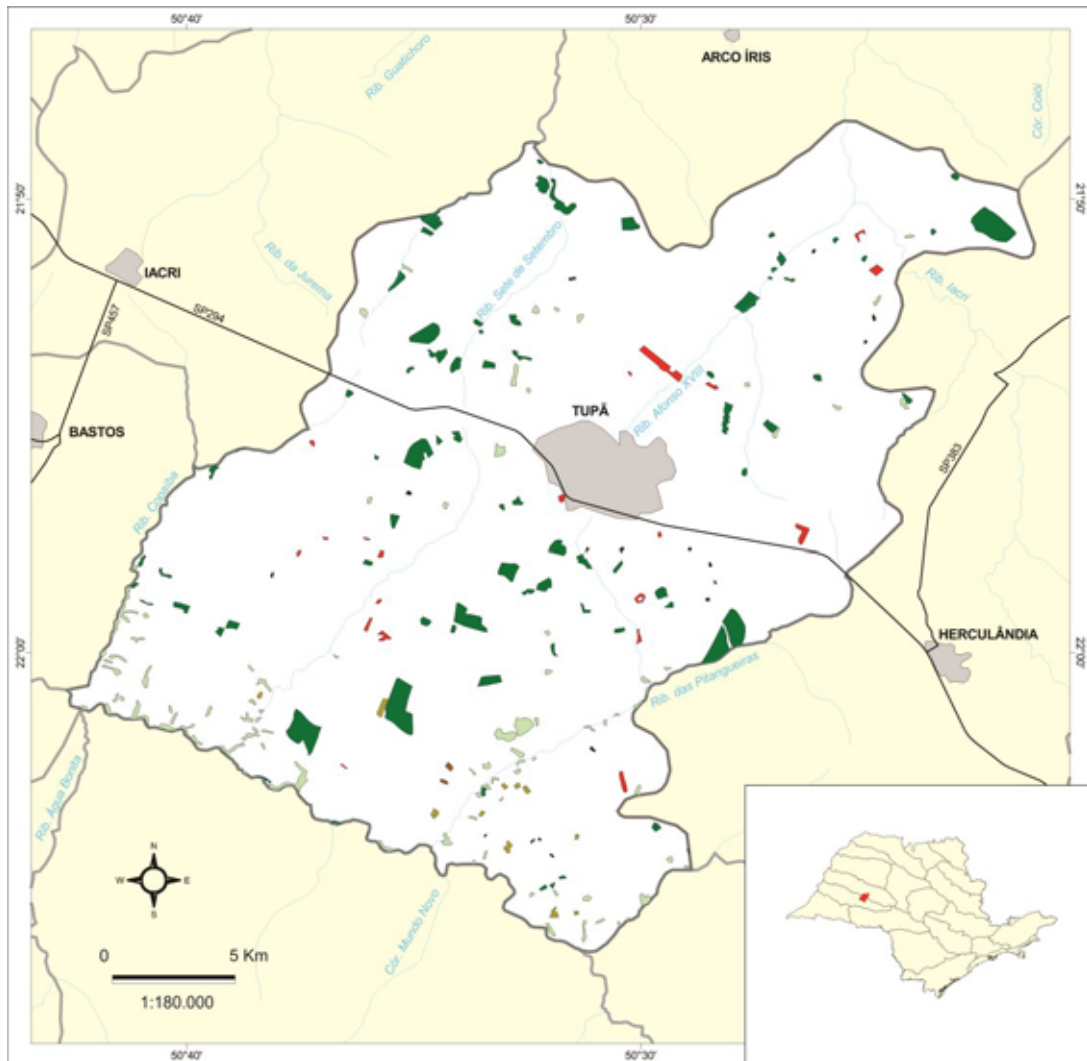 50°40'
50°30'
ARCO ÍRIS
Rib. Guatichoro
Cór. Coiói
21°50'
21°50'
Rib. Sete de Setembro
Rib. da Jurema
IACRI
Rib. Iacri
SP294
SP457
Rib. Afonso XVIII
TUPÃ
BASTOS
SP383
Rib. Copaíba
22°00'
22°00'
HERCULÂNDIA
Rib. das Pitangueiras
Rib. Água Bonita
N
W
E
S
Cór. Mundo Novo
0
5 Km
1:180.000
50°40'
50°30'